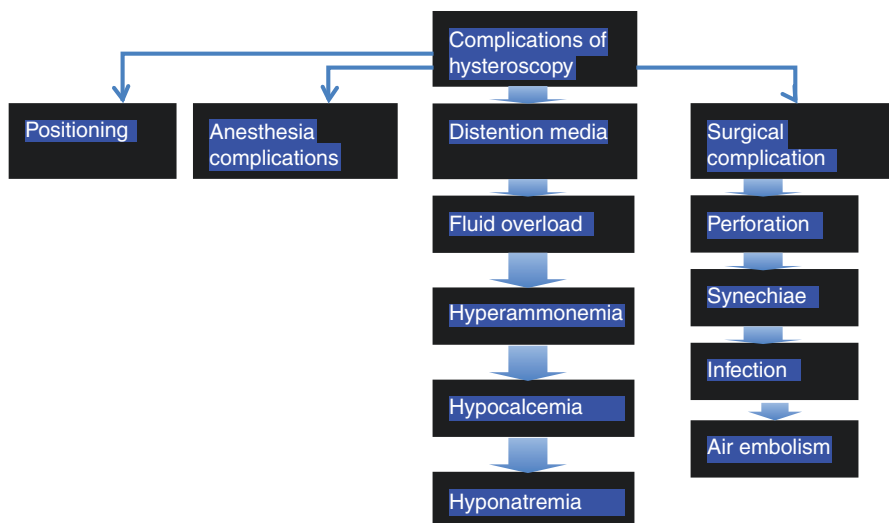 Complications of
hysteroscopy
Positioning
Anesthesia
complications
Distention media
Surgical
complication
Fluid overload
Perforation
Hyperammonemia
Synechiae
Hypocalcemia
Infection
Hyponatremia
Air embolism